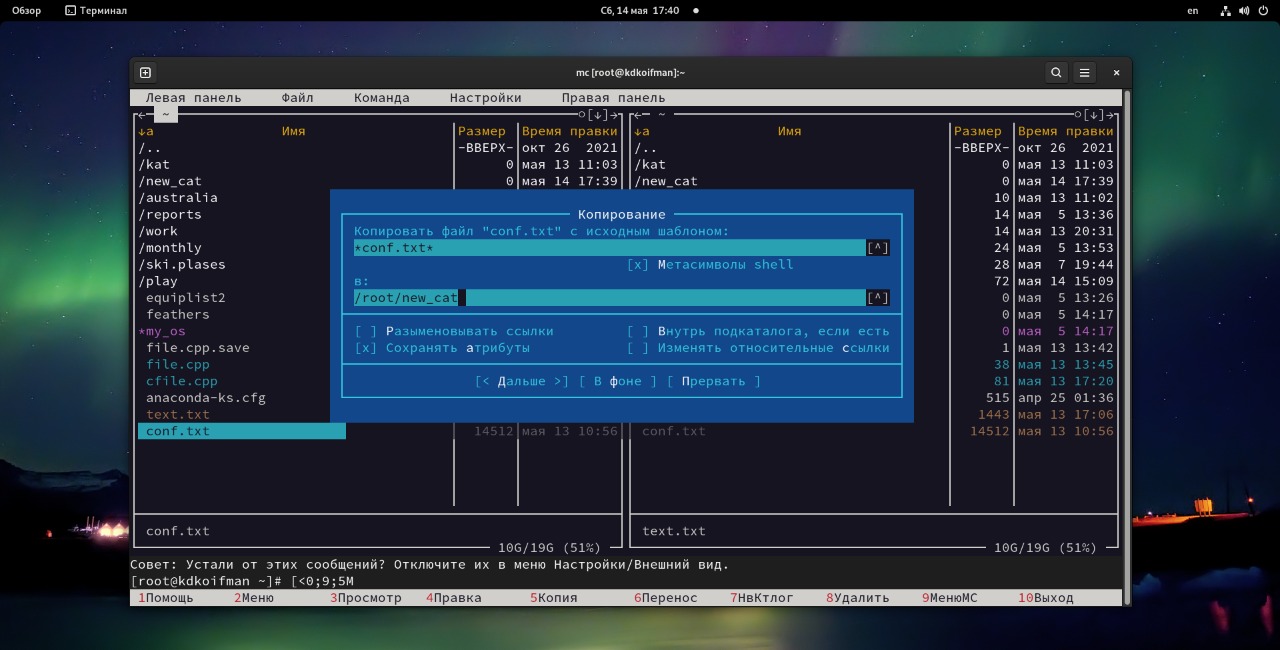 Обзор Терминал Сб, 14 мая 17:40 en
mc [root@kdkoifman]:~
Левая панель Файл Команда Настройки Правая панель
~ [↓] ~ [↓]
↓а Имя Размер Время правки ↓а Имя Размер Время правки
/.. -ВВЕРХ- окт 26 2021 /.. -ВВЕРХ- окт 26 2021
/kat 0 мая 13 11:03 /kat 0 мая 13 11:03
/new_cat 0 мая 14 17:39 /new_cat 0 мая 14 17:39
/australia 10 мая 13 11:02
/reports Копирование 14 мая 5 13:36
/work Копировать файл "conf.txt" с исходным шаблоном: 14 мая 13 20:31
/monthly *conf.txt* [^] 24 мая 5 13:53
/ski.plases [x] Метасимволы shell 28 мая 7 19:44
/play в: 72 мая 14 15:09
equiplist2 /root/new_cat [^] 0 мая 5 13:26
feathers 0 мая 5 14:17
*my_os [ ] Разыменовывать ссылки [ ] Внутрь подкаталога, если есть 0 мая 5 14:17
file.cpp.save [x] Сохранять атрибуты [ ] Изменять относительные ссылки 1 мая 13 13:42
file.cpp 38 мая 13 13:45
cfile.cpp [< Дальше >] [ В фоне ] [ Прервать ] 81 мая 13 17:20
anaconda-ks.cfg 515 апр 25 01:36
text.txt 1443 мая 13 17:06
conf.txt 14512 мая 13 10:56 conf.txt 14512 мая 13 10:56
conf.txt text.txt
10G/19G (51%) 10G/19G (51%)
Совет: Устали от этих сообщений? Отключите их в меню Настройки/Внешний вид.
[root@kdkoifman ~]# [<0;9;5M
1Помощь 2Меню 3Просмотр 4Правка 5Копия 6Перенос 7НвКтлог 8Удалить 9МенюМС 10Выход